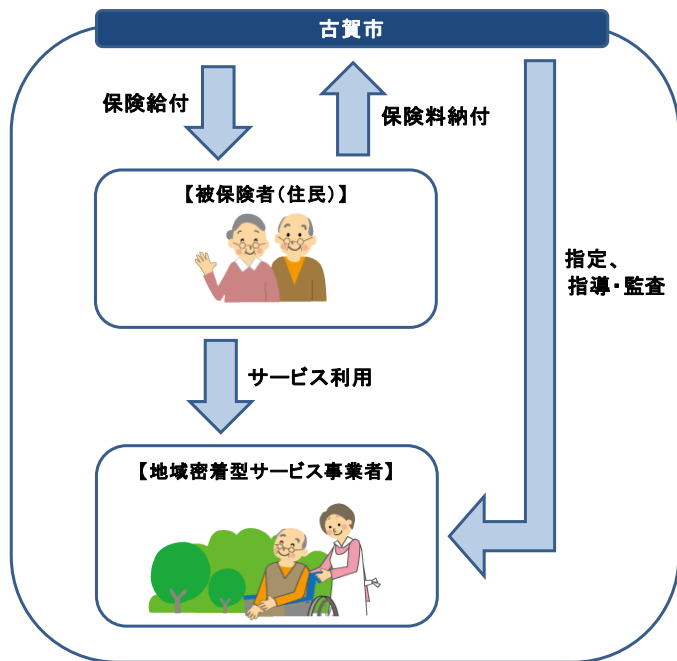 古賀市
保険給付
保険料納付
【被保険者(住民)】
指定、
指導・監査
サービス利用
【地域密着型サービス事業者】